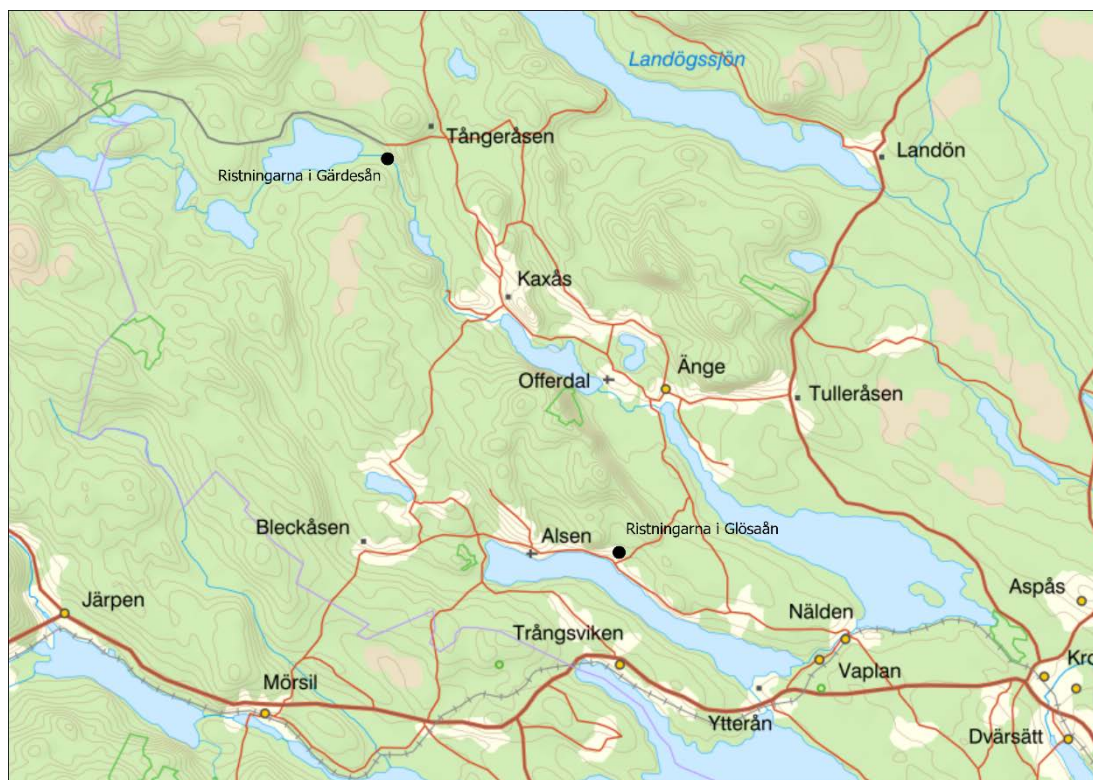 Landögssjön
Tångeråsen
Landön
Ristningarna i Gärdesån
Kaxås
Offerdal
Änge
Tulleråsen
Bleckåsen
Alsen
Ristningarna i Glösaån
Järpen
Aspås
Nälden
Trångsviken
Vaplan
Kro
Mörsil
Ytterån
Dvärsätt